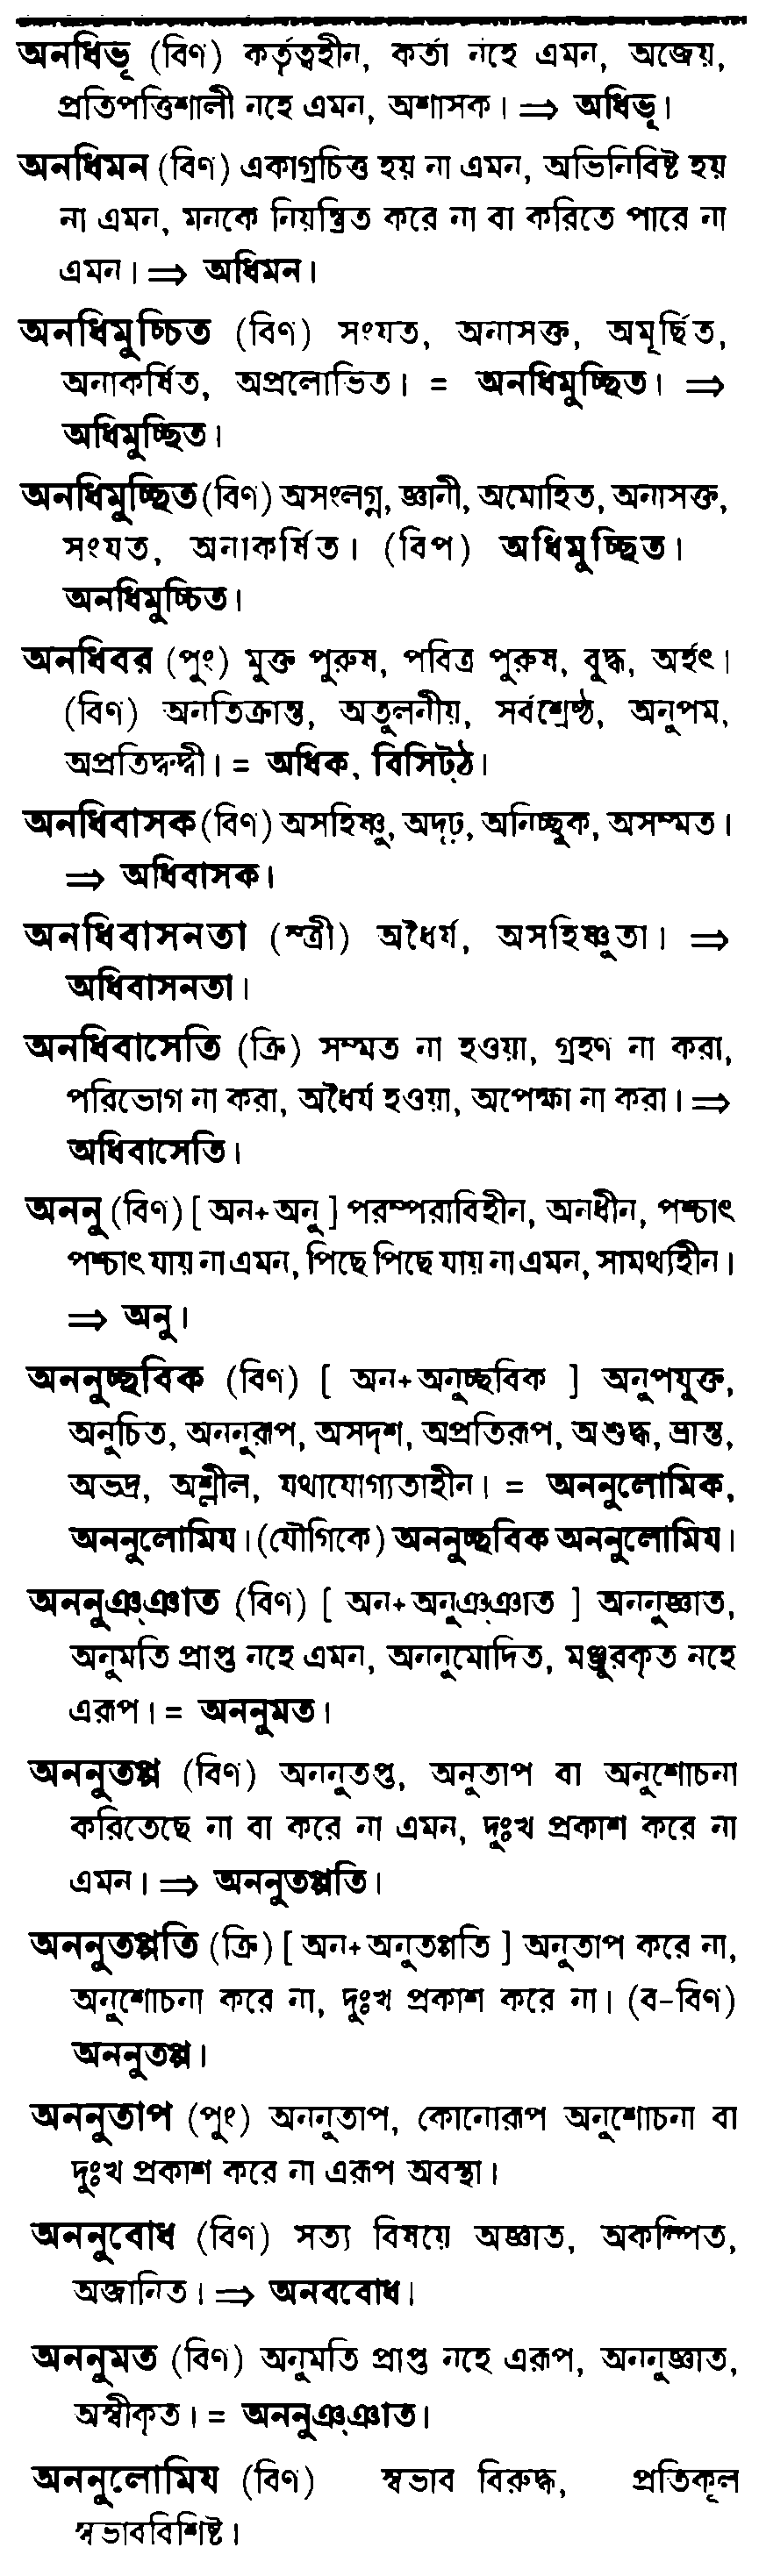 অনধিভূ (বিণ) কর্তৃত্বহীন, কর্তা নহে এমন, অজেয়,
প্রতিপত্তিশালী নহে এমন, অশাসক। ⇒ অধিভূ।
অনধিমন (বিণ) একাগ্রচিত্ত হয় না এমন, অভিনিবিষ্ট হয়
না এমন, মনকে নিয়ন্ত্রিত করে না বা করিতে পারে না
এমন। ⇒ অধিমন।
অনধিমুচ্চিত (বিণ) সংযত, অনাসক্ত, অমূর্ছিত,
অনাকর্ষিত, অপ্রলোভিত। = অনধিমুচ্ছিত। ⇒
অধিমুচ্ছিত।
অনধিমুচ্ছিত (বিণ) অসংলগ্ন, জ্ঞানী, অমোহিত, অনাসক্ত,
সংযত, অনাকর্ষিত। (বিপ) অধিমুচ্ছিত।
অনধিমুচ্চিত।
অনধিবর (পুং) মুক্ত পুরুষ, পবিত্র পুরুষ, বুদ্ধ, অর্হৎ।
(বিণ) অনতিক্রান্ত, অতুলনীয়, সর্বশ্রেষ্ঠ, অনুপম,
অপ্রতিদ্বন্দ্বী। = অধিক, বিসিট্ঠ।
অনধিবাসক (বিণ) অসহিষ্ণু, অদৃঢ়, অনিচ্ছুক, অসম্মত।
⇒ অধিবাসক।
অনধিবাসনতা (স্ত্রী) অধৈর্য, অসহিষ্ণুতা। ⇒
অধিবাসনতা।
অনধিবাসেতি (ক্রি) সম্মত না হওয়া, গ্রহণ না করা,
পরিভোগ না করা, অধৈর্য হওয়া, অপেক্ষা না করা। ⇒
অধিবাসেতি।
অননু (বিণ) [ অন+অনু ] পরম্পরাবিহীন, অনধীন, পশ্চাৎ
পশ্চাৎ যায় না এমন, পিছে পিছে যায় না এমন, সামর্থ্যহীন।
⇒ অনু।
অননুচ্ছবিক (বিণ) [ অন+অনুচ্ছবিক ] অনুপযুক্ত,
অনুচিত, অননুরূপ, অসদৃশ, অপ্রতিরূপ, অশুদ্ধ, ভ্রান্ত,
অভদ্র, অশ্লীল, যথাযোগ্যতাহীন। = অননুলোমিক,
অননুলোমিয। (যৌগিকে) অননুচ্ছবিক অননুলোমিয।
অননুঞ্ঞাত (বিণ) [ অন+অনুঞ্ঞাত ] অননুজ্ঞাত,
অনুমতি প্রাপ্ত নহে এমন, অননুমোদিত, মঞ্জুরকৃত নহে
এরূপ। = অননুমত।
অননুতপ্প (বিণ) অননুতপ্ত, অনুতাপ বা অনুশোচনা
করিতেছে না বা করে না এমন, দুঃখ প্রকাশ করে না
এমন। ⇒ অননুতপ্পতি।
অননুতপ্পতি (ক্রি) [ অন+অনুতপ্পতি ] অনুতাপ করে না,
অনুশোচনা করে না, দুঃখ প্রকাশ করে না। (ব-বিণ)
অননুতপ্প।
অননুতাপ (পুং) অননুতাপ, কোনোরূপ অনুশোচনা বা
দুঃখ প্রকাশ করে না এরূপ অবস্থা।
অননুবোধ (বিণ) সত্য বিষয়ে অজ্ঞাত, অকম্পিত,
অজানিত। ⇒ অনববোধ।
অননুমত (বিণ) অনুমতি প্রাপ্ত নহে এরূপ, অননুজ্ঞাত,
অস্বীকৃত। = অননুঞ্ঞাত।
অননুলোমিয (বিণ) স্বভাব বিরুদ্ধ, প্রতিকূল
স্বভাববিশিষ্ট।